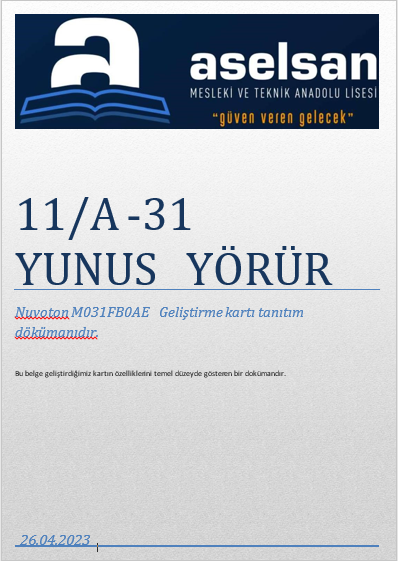 a
aselsan
MESLEKİ VE TEKNİK ANADOLU LİSESİ
“güven veren gelecek”
11/A -31
YUNUS YÖRÜR
Nuvoton M031FB0AE Geliştirme kartı tanıtım
dökümanıdır.
Bu belge geliştirdiğimiz kartın özelliklerini temel düzeyde gösteren bir dokümandır.
26.04.2023